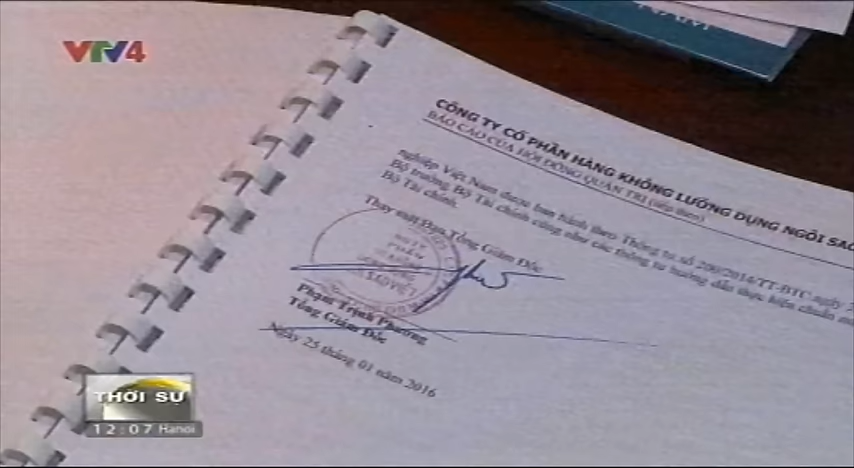 VTV4
CÔNG TY CỔ PHẦN HÀNG KHÔNG LƯỠNG DỤNG NGÔI SAO
BÁO CÁO CỦA HỘI ĐỒNG QUẢN TRỊ (tiếp theo)
nghiệp Việt Nam được ban hành theo Thông tư số 200/2014/TT-BTC ngày 2
Bộ trưởng Bộ Tài chính cũng như các thông tư hướng dẫn thực hiện chuẩn
Bộ Tài chính.
Thay mặt Ban Tổng Giám Đốc
SAO VIỆT
Phạm Trịnh Phương
Tổng Giám Đốc
Ngày 25 tháng 01 năm 2016
THỜI SỰ
12:07 Hanoi